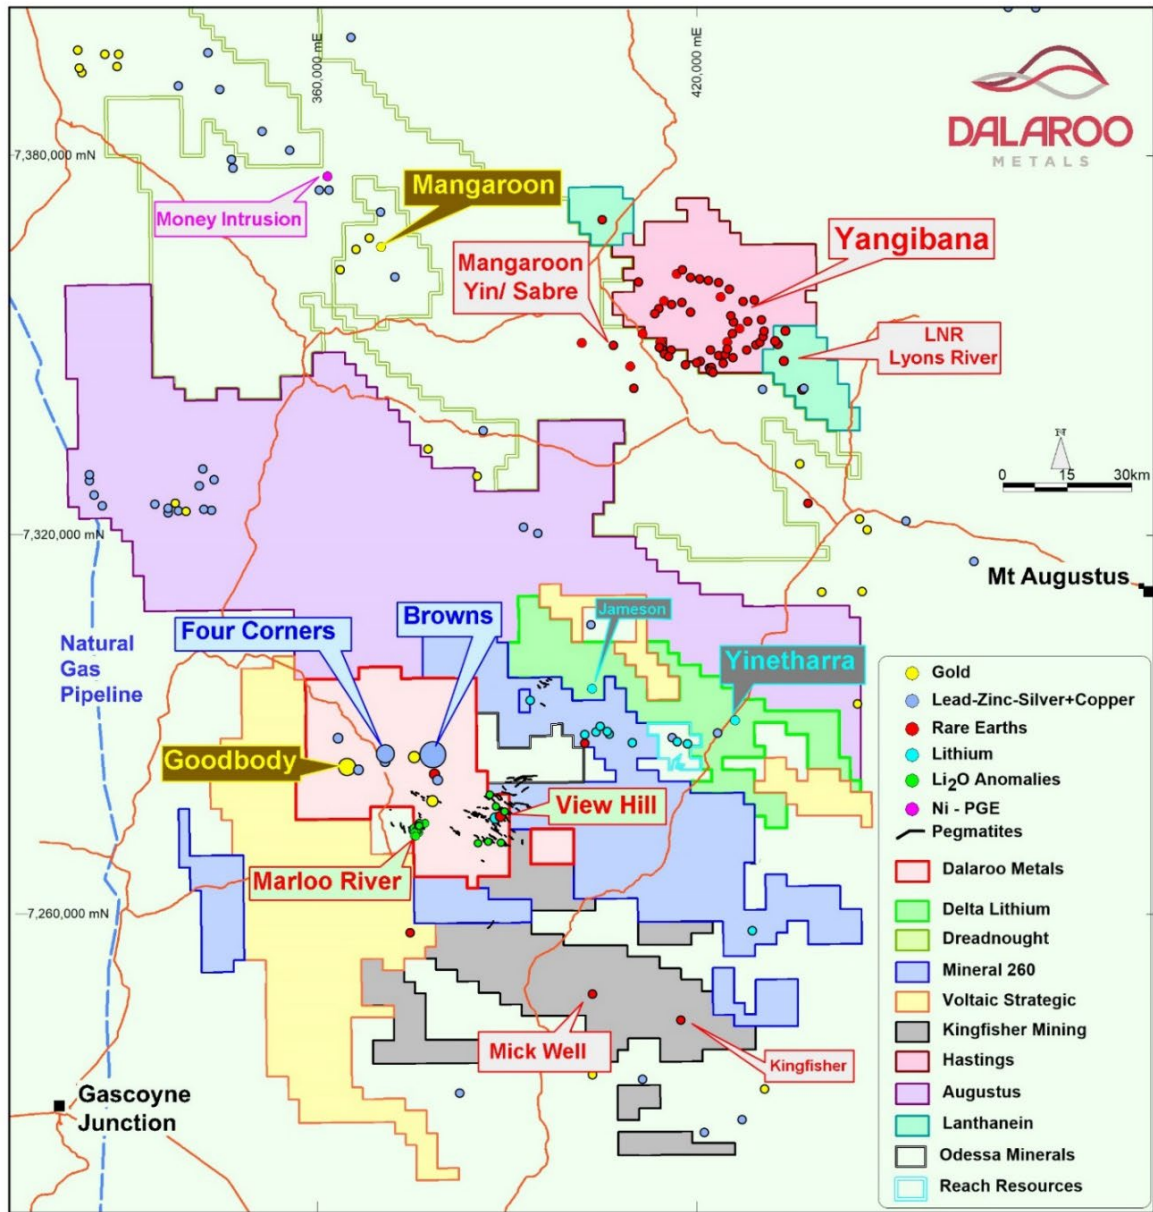 360,000 mE
420,000 mE
DALAROO
METALS
7,380,000 mN
Mangaroon
Money Intrusion
Yangibana
Mangaroon
Yin/ Sabre
LNR
Lyons River
N
0 15 30km
7,320,000 mN
Mt Augustus
Browns
Jameson
Four Corners
Natural
Gas
Pipeline
Yinetharra
Goodbody
View Hill
Marloo River
7,260,000 mN
Mick Well
Kingfisher
Gascoyne
Junction
Gold
Lead-Zinc-Silver+Copper
Rare Earths
Lithium
Li2O Anomalies
Ni - PGE
Pegmatites
Dalaroo Metals
Delta Lithium
Dreadnought
Mineral 260
Voltaic Strategic
Kingfisher Mining
Hastings
Augustus
Lanthanein
Odessa Minerals
Reach Resources